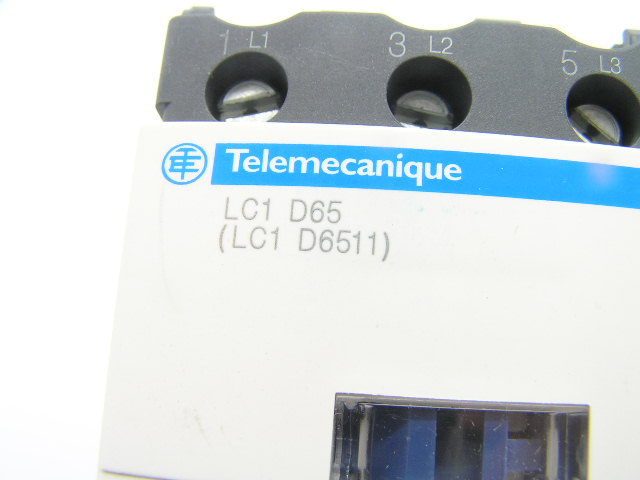 1 L1 3 L2 5 L3
Telemecanique
LC1 D65
(LC1 D6511)